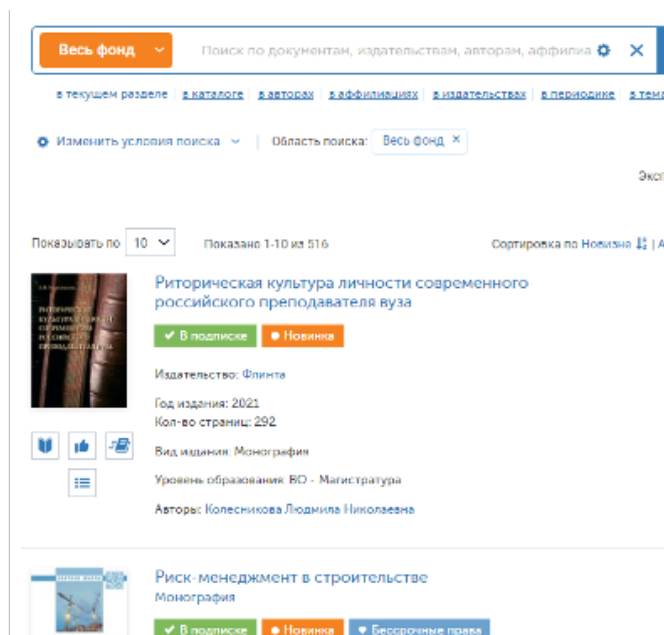 Весь фонд Поиск по документам, издательствам, авторам, аффилиа
в текущем разделе в каталоге в авторах в аффилиациях в издательствах в периодике в тема
Изменить условия поиска Область поиска: Весь фонд ×
Эксп
Показывать по 10 Показано 1-10 из 516 Сортировка по Новизне | А
Риторическая культура личности современного
российского преподавателя вуза
В подписке Новинка
Издательство: Флинта
Год издания: 2021
Кол-во страниц: 292
Вид издания: Монография
Уровень образования: ВО - Магистратура
Авторы: Колесникова Людмила Николаевна
Риск-менеджмент в строительстве
Монография
В подписке Новинка Бессрочные права